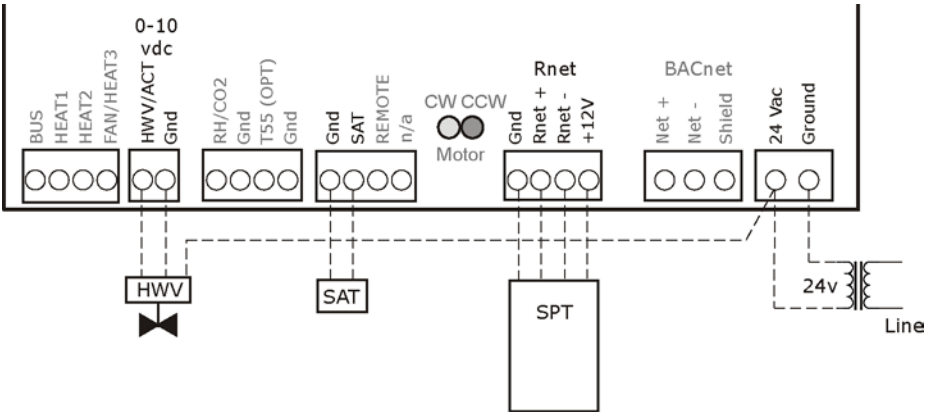 0-10
vdc
BUS
HEAT1
HEAT2
FAN/HEAT3
HWV/ACT
Gnd
RH/CO2
Gnd
T55 (OPT)
Gnd
Gnd
SAT
REMOTE
n/a
CW CCW
Motor
Rnet
Gnd
Rnet +
Rnet -
+12V
BACnet
Net +
Net -
Shield
24 Vac
Ground
HWV
SAT
SPT
24v
Line